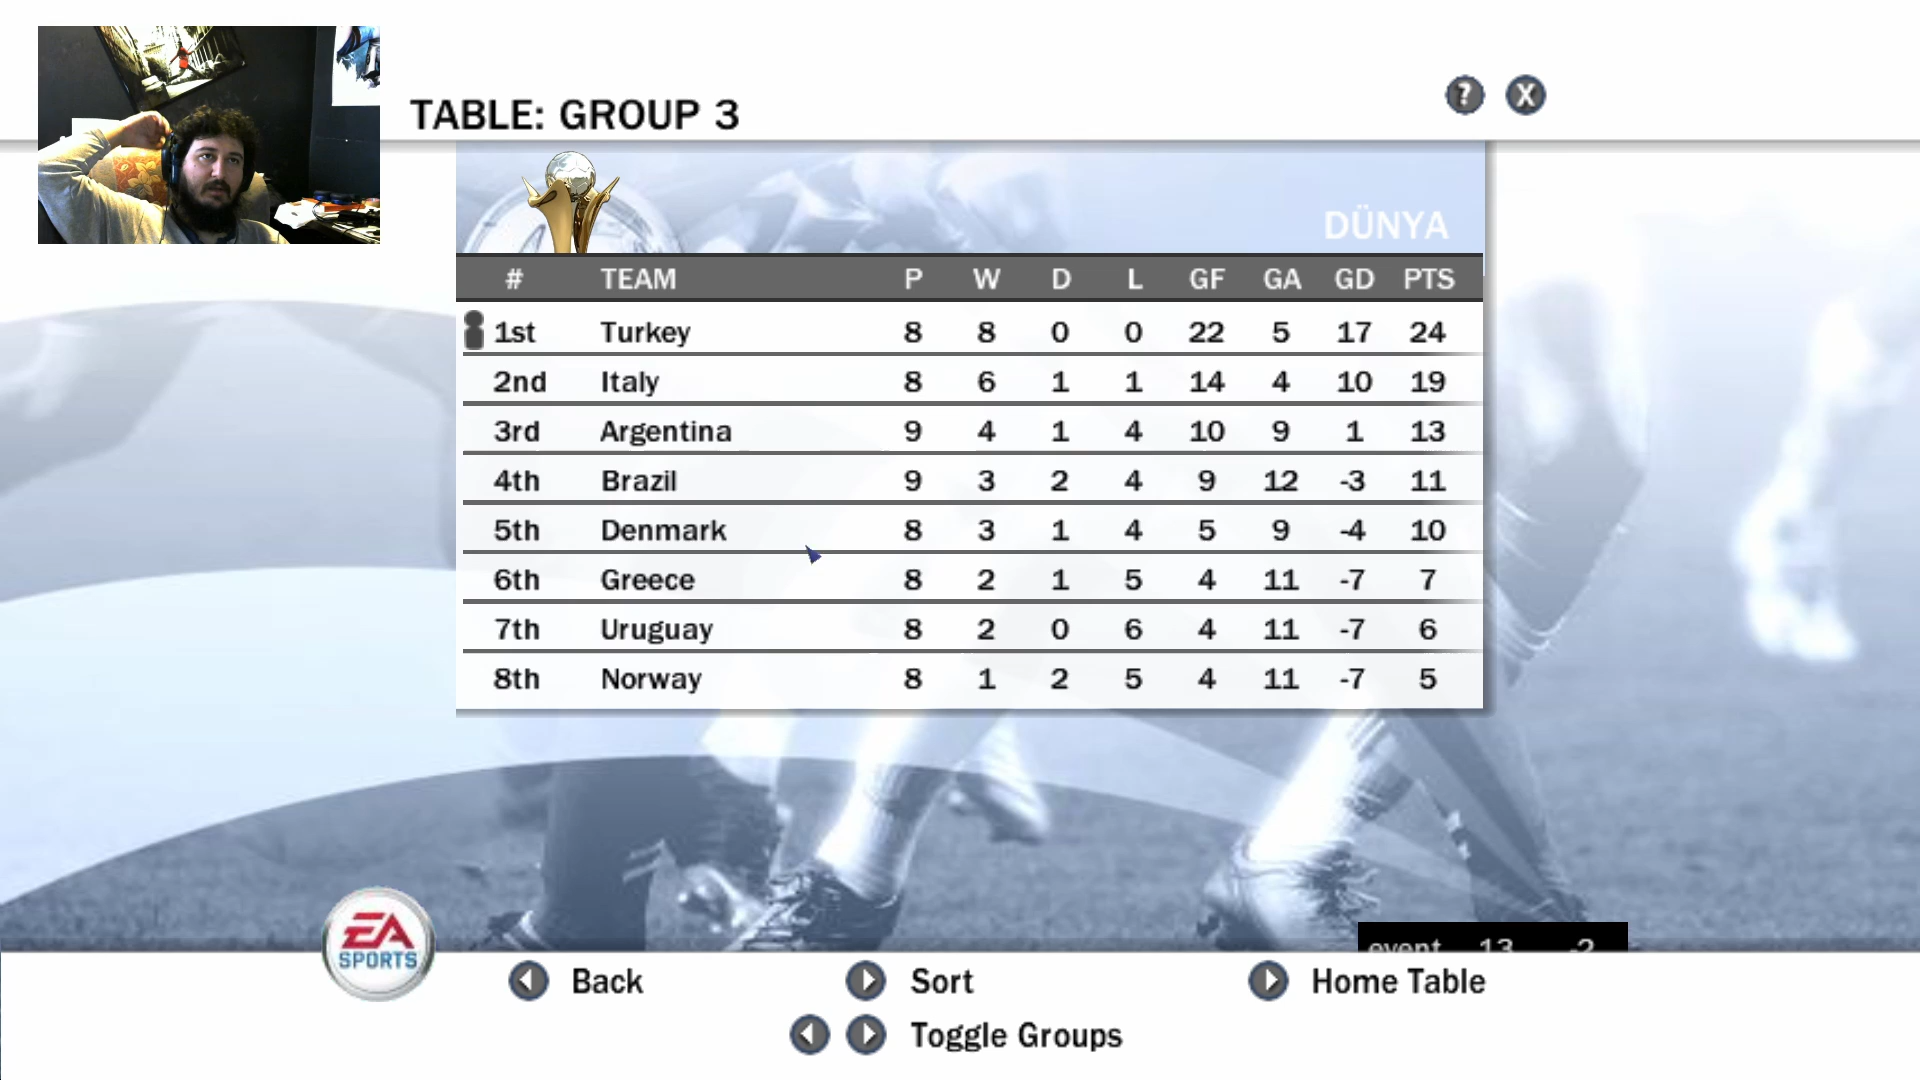 TABLE: GROUP 3
? X
DÜNYA
# TEAM P W D L GF GA GD PTS
1st Turkey 8 8 0 0 22 5 17 24
2nd Italy 8 6 1 1 14 4 10 19
3rd Argentina 9 4 1 4 10 9 1 13
4th Brazil 9 3 2 4 9 12 -3 11
5th Denmark 8 3 1 4 5 9 -4 10
6th Greece 8 2 1 5 4 11 -7 7
7th Uruguay 8 2 0 6 4 11 -7 6
8th Norway 8 1 2 5 4 11 -7 5
event 13 -2
EA
SPORTS
Back Sort Home Table
Toggle Groups